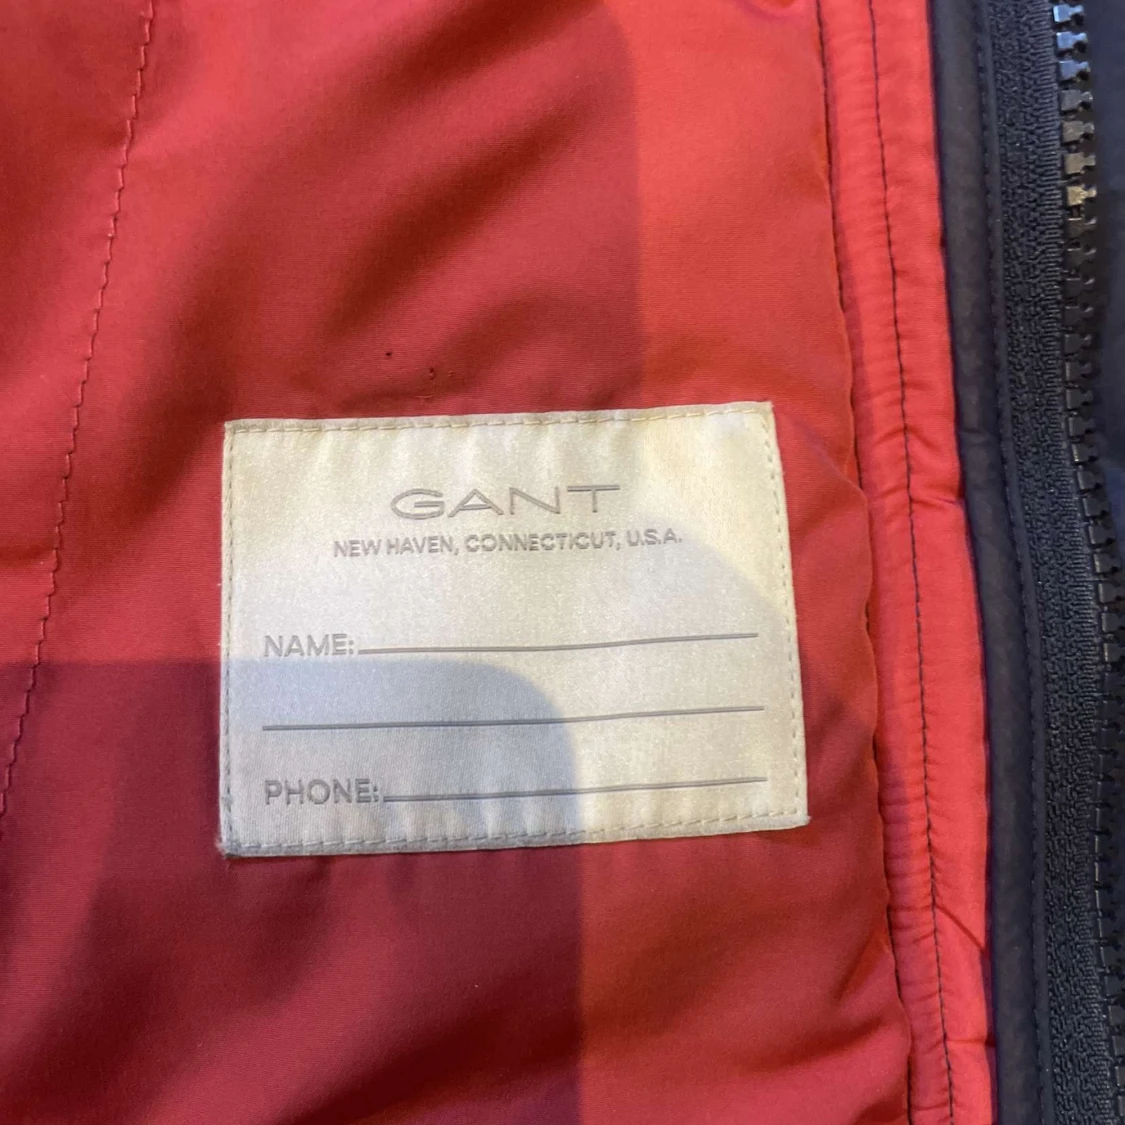 GANT
NEW HAVEN, CONNECTICUT, U.S.A.
NAME:
PHONE: